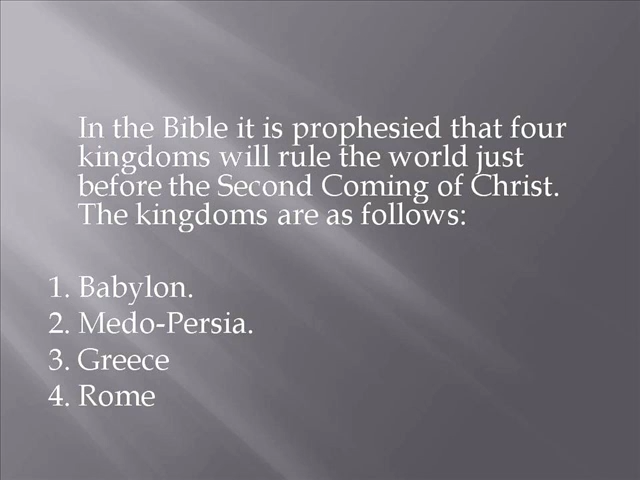 In the Bible it is prophesied that four
kingdoms will rule the world just
before the Second Coming of Christ.
The kingdoms are as follows:
1. Babylon.
2. Medo-Persia.
3. Greece
4. Rome